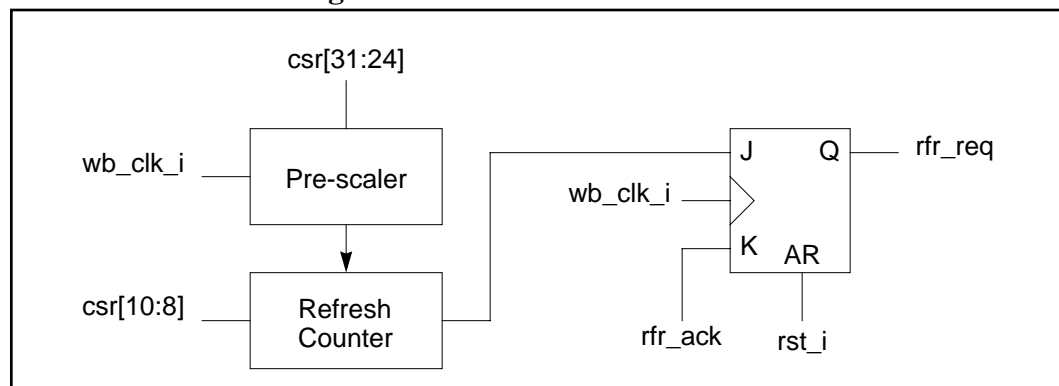 csr[31:24]
wb_clk_i
Pre-scaler
J
Q
rfr_req
wb_clk_i
K
AR
csr[10:8]
Refresh
Counter
rfr_ack
rst_i